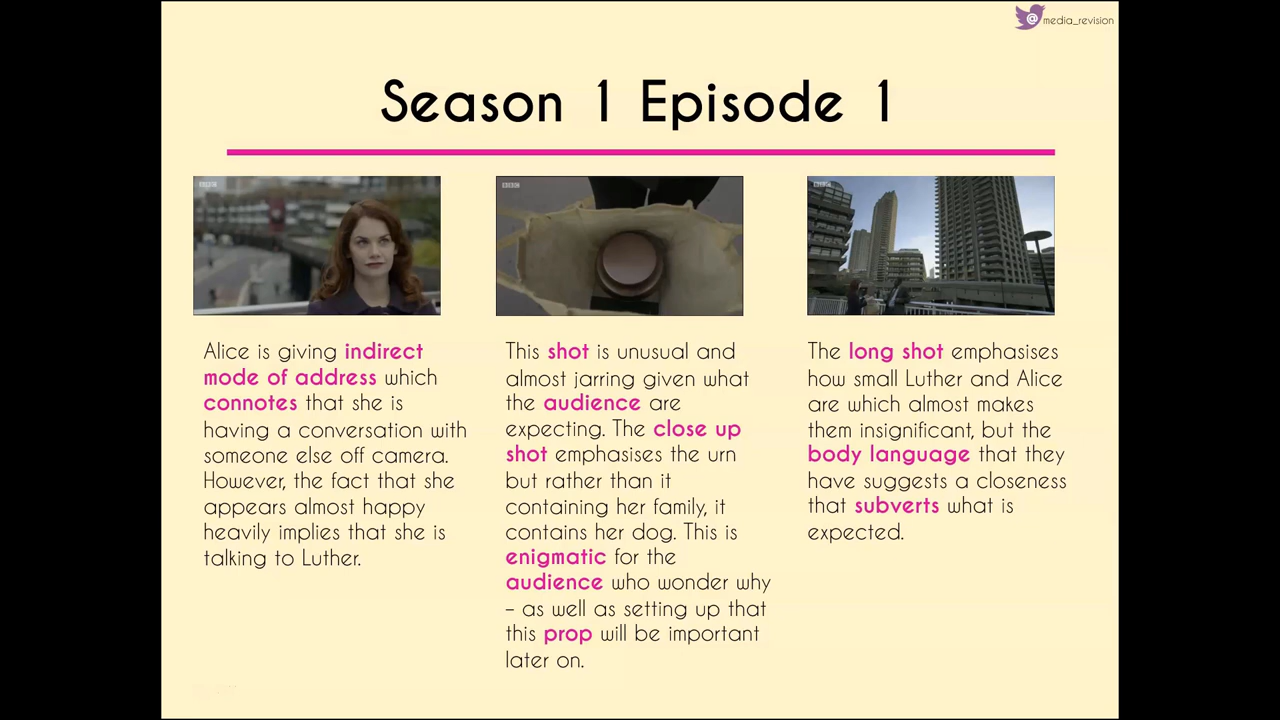 @media_revision
Season 1 Episode 1
BBC
BBC
BBC
Alice is giving indirect
mode of address which
connotes that she is
having a conversation with
someone else off camera.
However, the fact that she
appears almost happy
heavily implies that she is
talking to Luther.
This shot is unusual and
almost jarring given what
the audience are
expecting. The close up
shot emphasises the urn
but rather than it
containing her family, it
contains her dog. This is
enigmatic for the
audience who wonder why
– as well as setting up that
this prop will be important
later on.
The long shot emphasises
how small Luther and Alice
are which almost makes
them insignificant, but the
body language that they
have suggests a closeness
that subverts what is
expected.